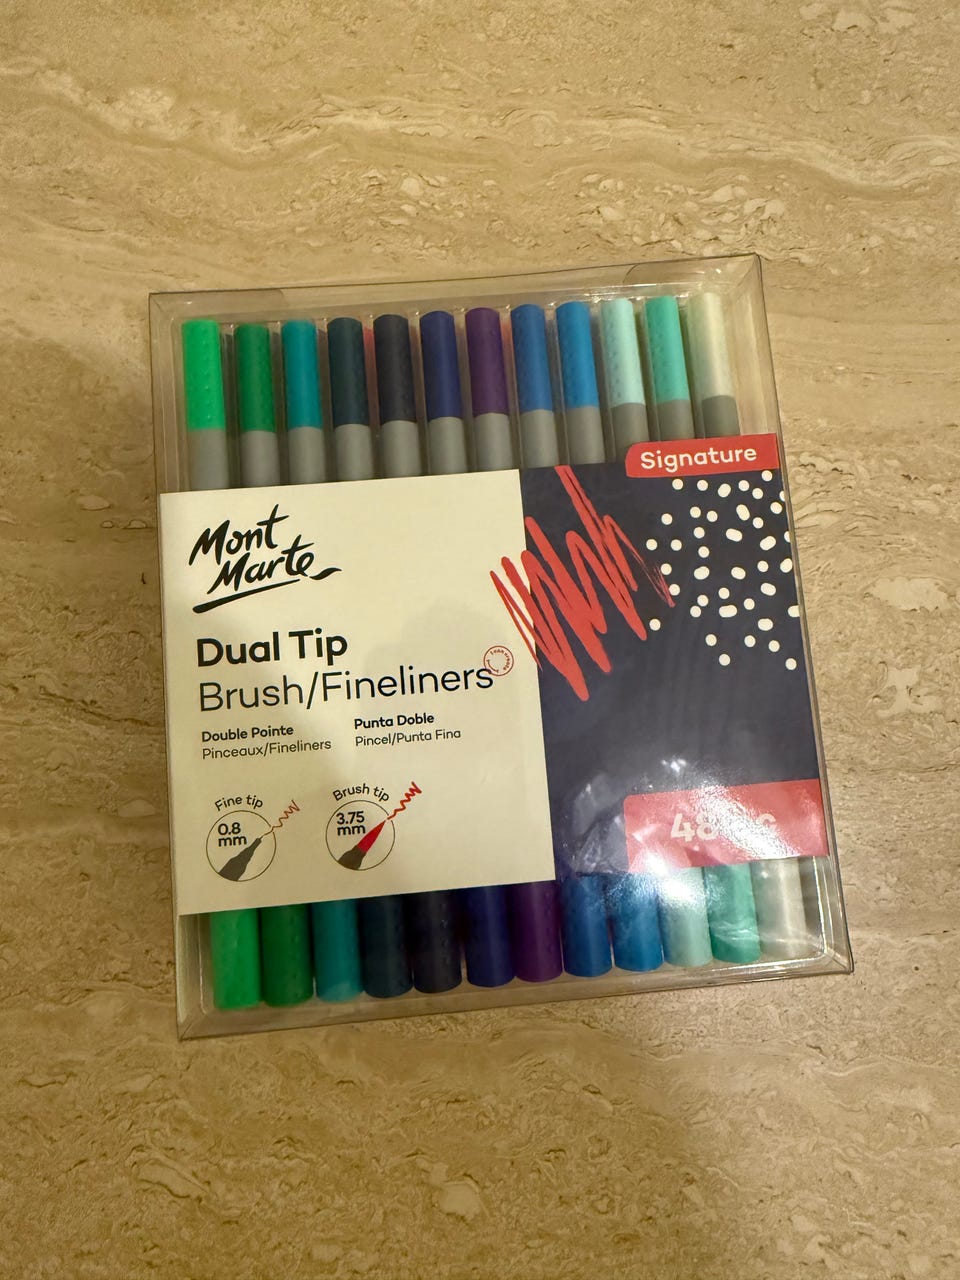 Signature
Mont
Marte
Dual Tip
Brush/Fineliners
Double Pointe
Pinceaux/Fineliners
Punta Doble
Pincel/Punta Fina
Fine tip
0.8
mm
Brush tip
3.75
mm